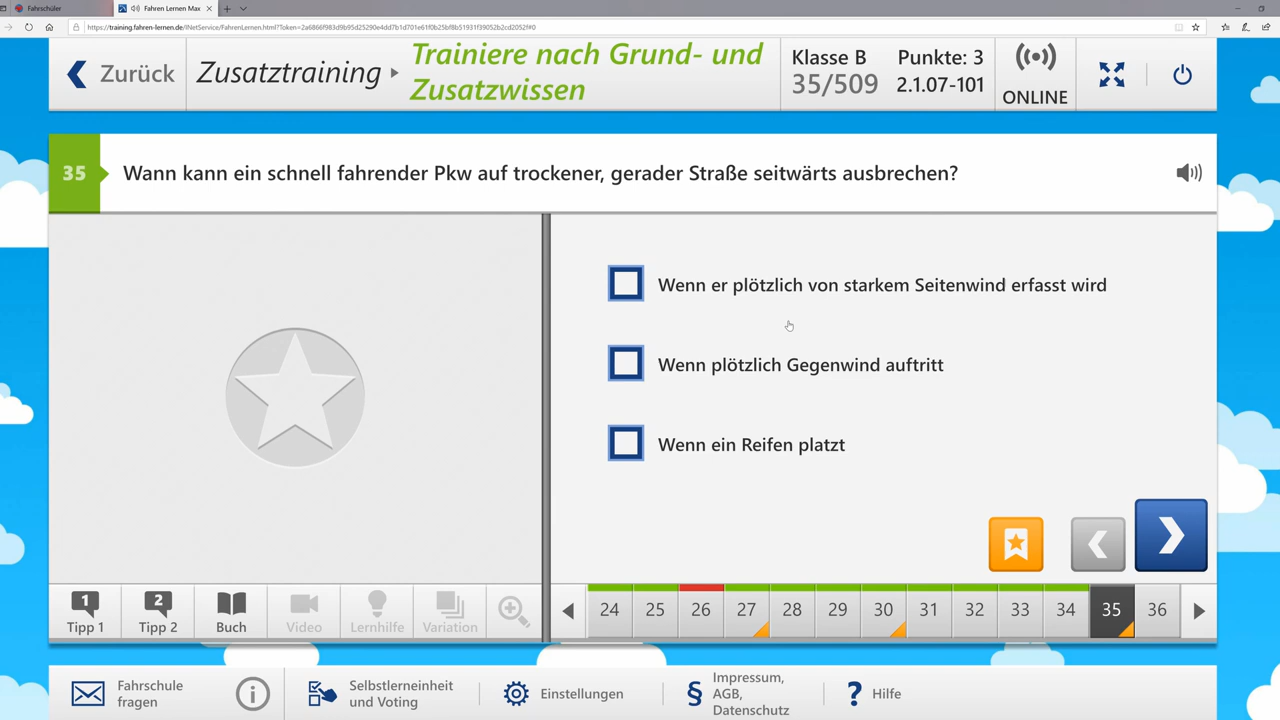 Fahrschüler
Fahren Lernen Max
https://training.fahren-lernen.de/INetService/FahrenLernen.html?Token=2a6866f983d9b95d25290e4dd7b1d701e61f0b25bf8b51931f39052b2cd2052f#0
Zurück
Zusatztraining
Trainiere nach Grund- und
Zusatzwissen
Klasse B
35/509
Punkte: 3
2.1.07-101
ONLINE
35
Wann kann ein schnell fahrender Pkw auf trockener, gerader Straße seitwärts ausbrechen?
Wenn er plötzlich von starkem Seitenwind erfasst wird
Wenn plötzlich Gegenwind auftritt
Wenn ein Reifen platzt
1
Tipp 1
2
Tipp 2
Buch
Video
Lernhilfe
Variation
24 25 26 27 28 29 30 31 32 33 34 35 36
Fahrschule
fragen
Selbstlerneinheit
und Voting
Einstellungen
§
Impressum,
AGB,
Datenschutz
?
Hilfe